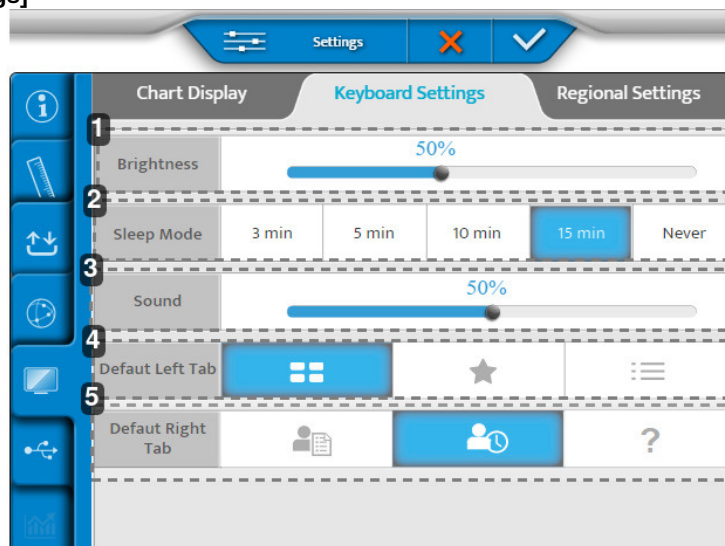 gs]
Settings
Chart Display Keyboard Settings Regional Settings
1
Brightness 50%
2
Sleep Mode 3 min 5 min 10 min 15 min Never
3
Sound 50%
4
Defaut Left Tab
5
Defaut Right
Tab
?